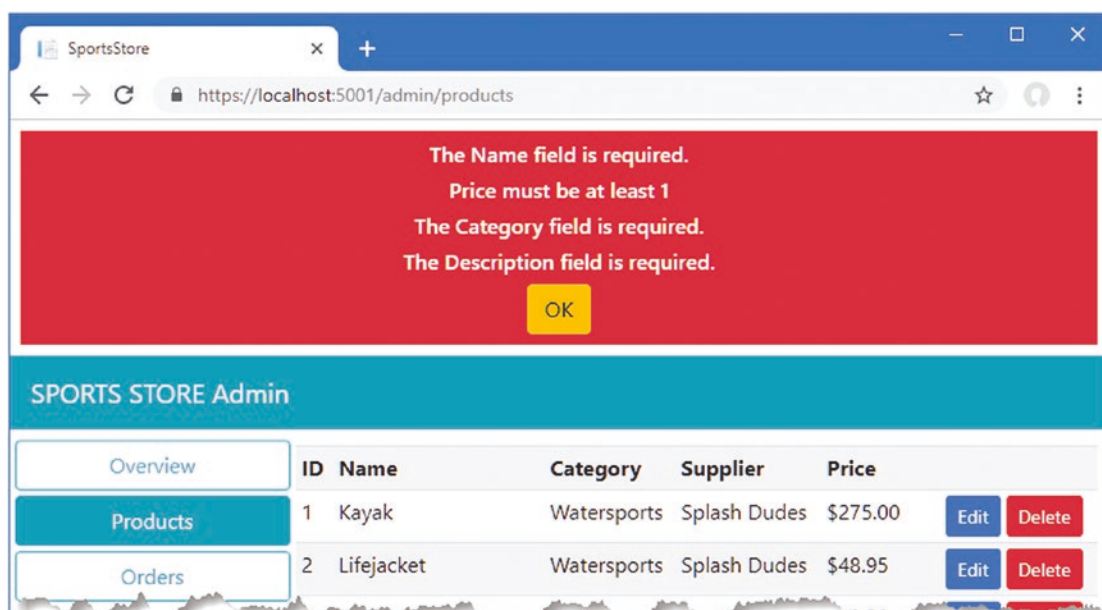 SportsStore
https://localhost:5001/admin/products
The Name field is required.
Price must be at least 1
The Category field is required.
The Description field is required.
OK
SPORTS STORE Admin
Overview
Products
Orders
ID Name Category Supplier Price
1 Kayak Watersports Splash Dudes $275.00 Edit Delete
2 Lifejacket Watersports Splash Dudes $48.95 Edit Delete